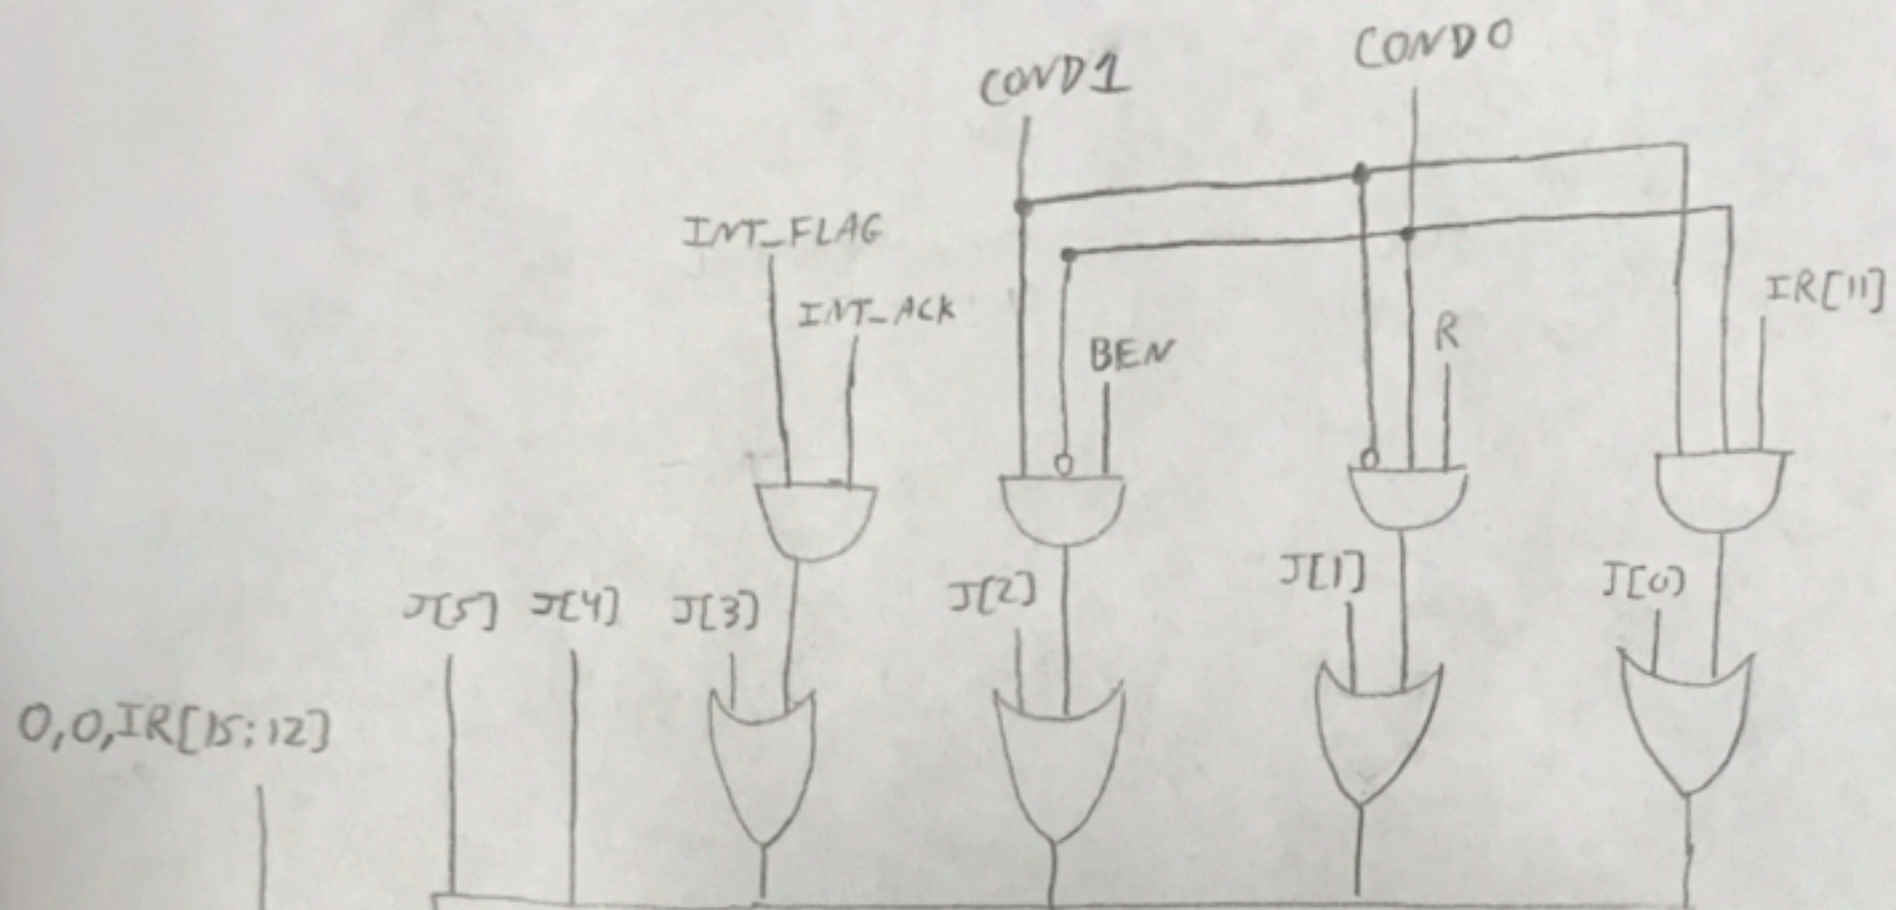 COND1
COND0
INT_FLAG
INT_ACK
BEN
R
IR[11]
J[5]
J[4]
J[3]
J[2]
J[1]
J[0]
0,0,IR[15:12]